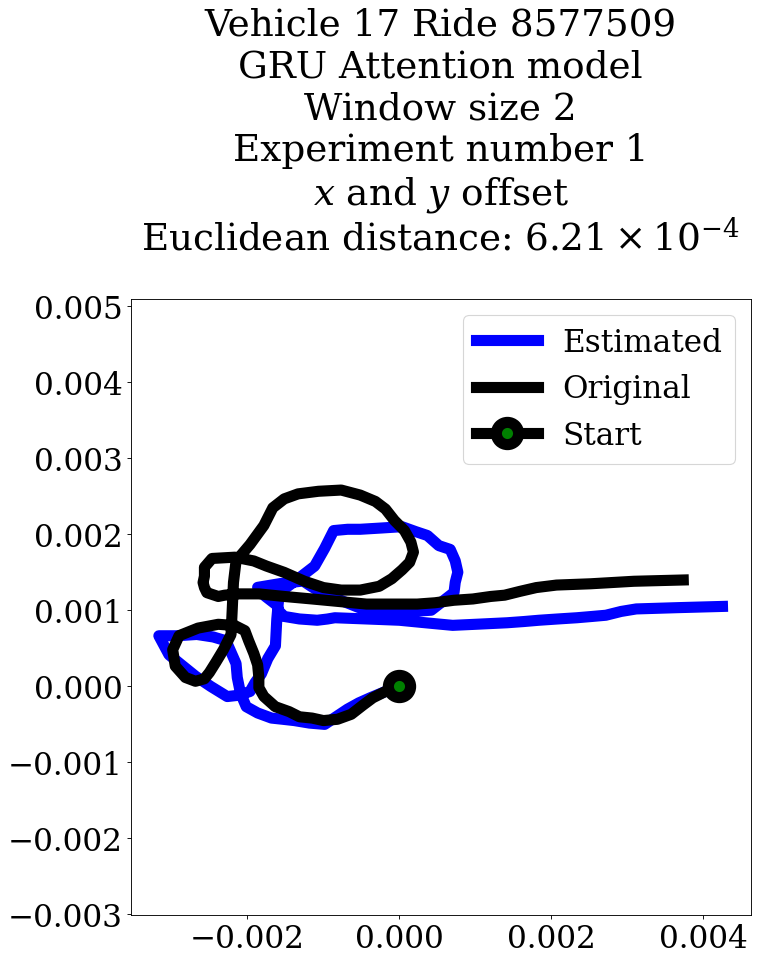 Vehicle 17 Ride 8577509
GRU Attention model
Window size 2
Experiment number 1
x and y offset
Euclidean distance: 6.21 × 10⁻⁴
Estimated
Original
Start
0.005
0.004
0.003
0.002
0.001
0.000
−0.001
−0.002
−0.003
−0.002 0.000 0.002 0.004